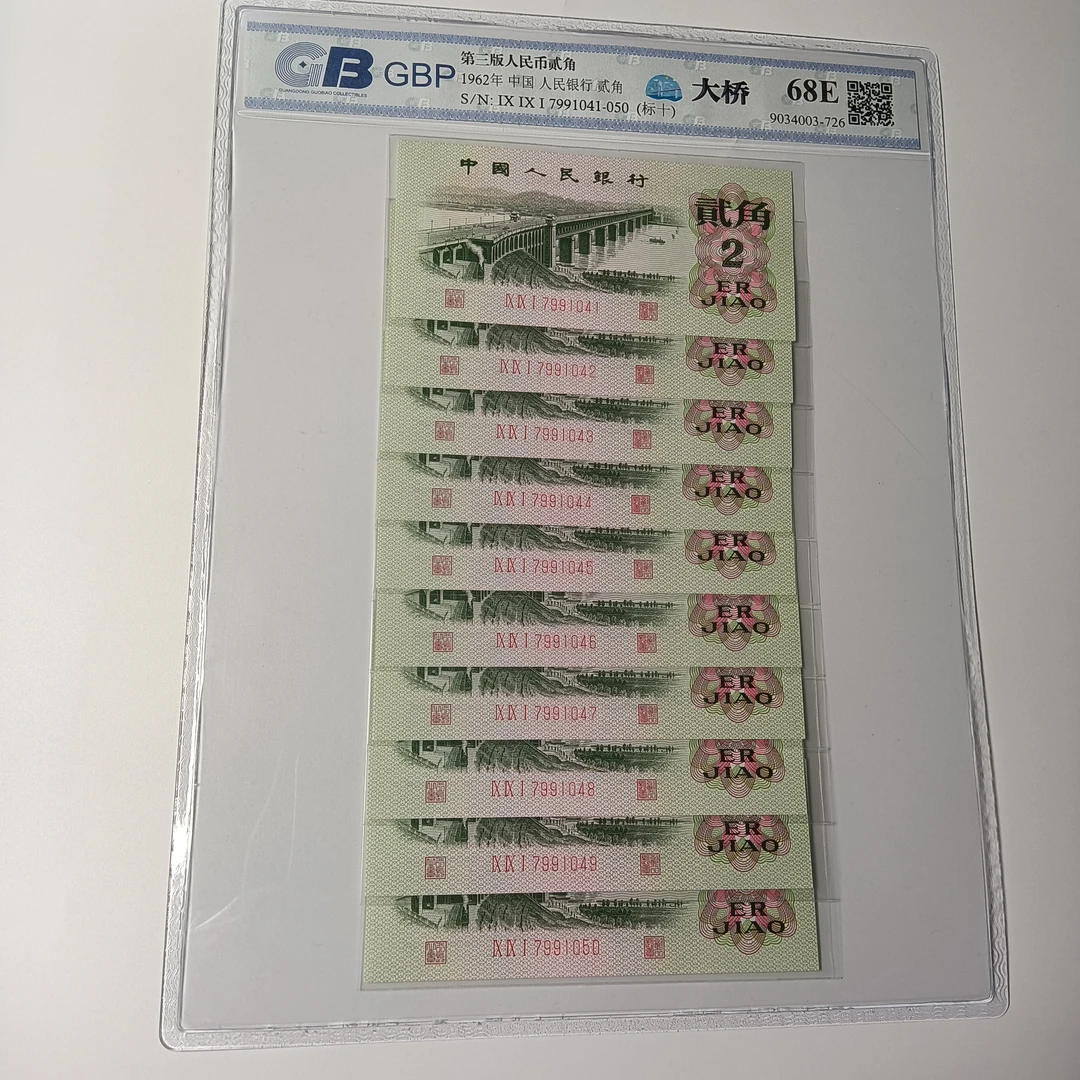 GB GBP
GUANGDONG GUOBAO COLLECTIBLES
第三版人民币贰角
1962年 中国 人民银行 贰角
S/N: IX IX I 7991041-050 (标十)
大桥
68E
9034003-726
中國人民銀行
貳角
2
ER
JIAO
IX IX I 7991041
ER
JIAO
IX IX I 7991042
ER
JIAO
IX IX I 7991043
ER
JIAO
IX IX I 7991044
ER
JIAO
IX IX I 7991045
ER
JIAO
IX IX I 7991046
ER
JIAO
IX IX I 7991047
ER
JIAO
IX IX I 7991048
ER
JIAO
IX IX I 7991049
ER
JIAO
IX IX I 7991050